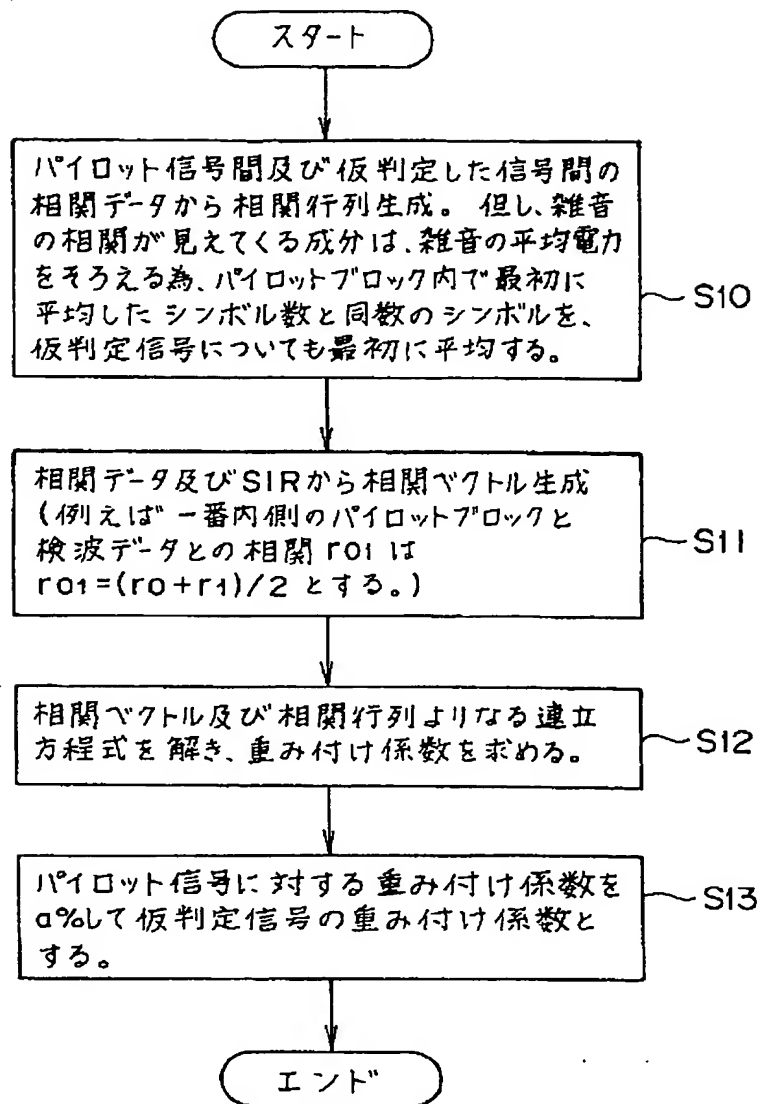 スタート
パイロット信号間及び仮判定した信号間の
相関データから相関行列生成。但し、雑音
の相関が見えてくる成分は、雑音の平均電力
をそろえる為、パイロットブロック内で最初に
平均したシンボル数と同数のシンボルを、
仮判定信号についても最初に平均する。
S10
相関データ及びSIRから相関ベクトル生成
(例えば一番内側のパイロットブロックと
検波データとの相関 r01 は
r01=(r0+r1)/2 とする。)
S11
相関ベクトル及び相関行列よりなる連立
方程式を解き、重み付け係数を求める。
S12
パイロット信号に対する重み付け係数を
a%して仮判定信号の重み付け係数と
する。
S13
エンド